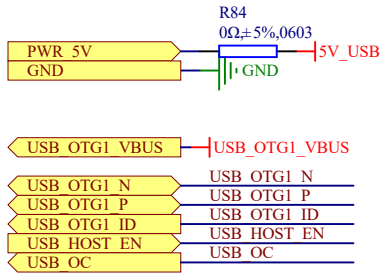 R84
0Ω,±5%,0603
PWR_5V 5V_USB
GND GND
USB_OTG1_VBUS USB_OTG1_VBUS
USB_OTG1_N USB_OTG1_N
USB_OTG1_P USB_OTG1_P
USB_OTG1_ID USB_OTG1_ID
USB_HOST_EN USB_HOST_EN
USB_OC USB_OC